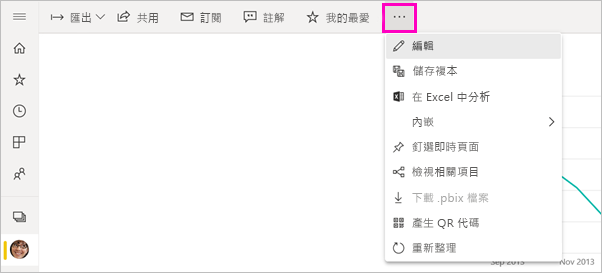 匯出 共用 訂閱 註解 我的最愛 ...
編輯
儲存複本
在 Excel 中分析
內嵌
釘選即時頁面
檢視相關項目
下載 .pbix 檔案
產生 QR 代碼
重新整理
Sep 2013 Nov 2013